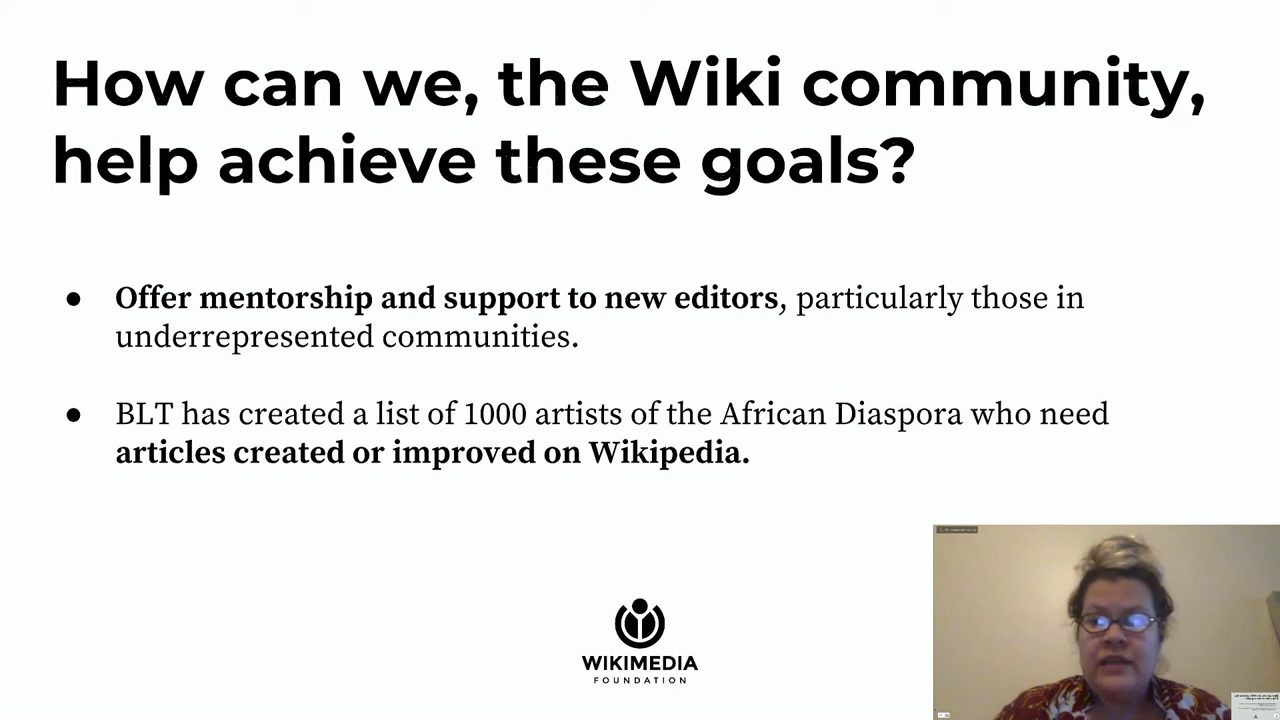 How can we, the Wiki community,
help achieve these goals?
● Offer mentorship and support to new editors, particularly those in
underrepresented communities.
● BLT has created a list of 1000 artists of the African Diaspora who need
articles created or improved on Wikipedia.
WIKIMEDIA
FOUNDATION